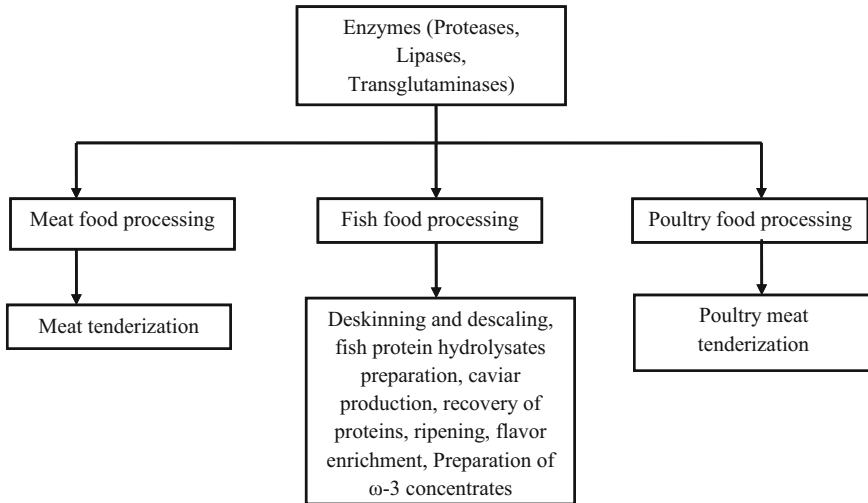 Enzymes (Proteases,
Lipases,
Transglutaminases)
Meat food processing
Fish food processing
Poultry food processing
Meat tenderization
Deskinning and descaling,
fish protein hydrolysates
preparation, caviar
production, recovery of
proteins, ripening, flavor
enrichment, Preparation of
ω-3 concentrates
Poultry meat
tenderization